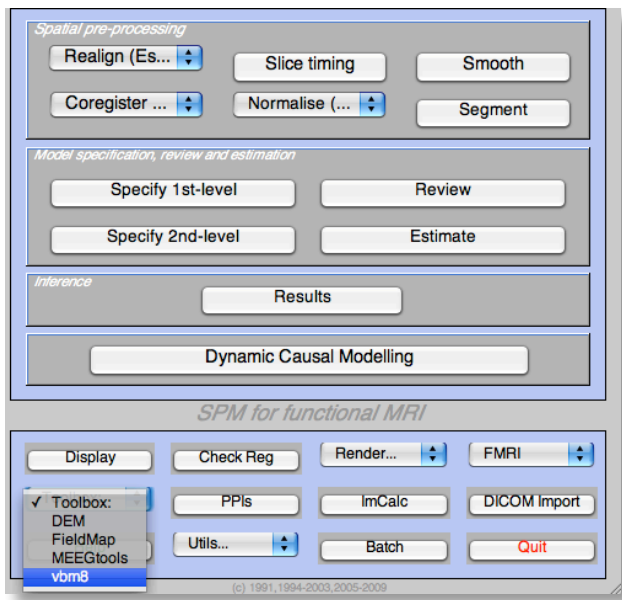 Spatial pre-processing
Realign (Es...
Slice timing
Smooth
Coregister ...
Normalise (...
Segment
Model specification, review and estimation
Specify 1st-level
Review
Specify 2nd-level
Estimate
Inference
Results
Dynamic Causal Modelling
SPM for functional MRI
Display
Check Reg
Render...
FMRI
✓ Toolbox:
PPIs
ImCalc
DICOM Import
DEM
FieldMap
MEEGtools
vbm8
Utils...
Batch
Quit
(c) 1991,1994-2003,2005-2009